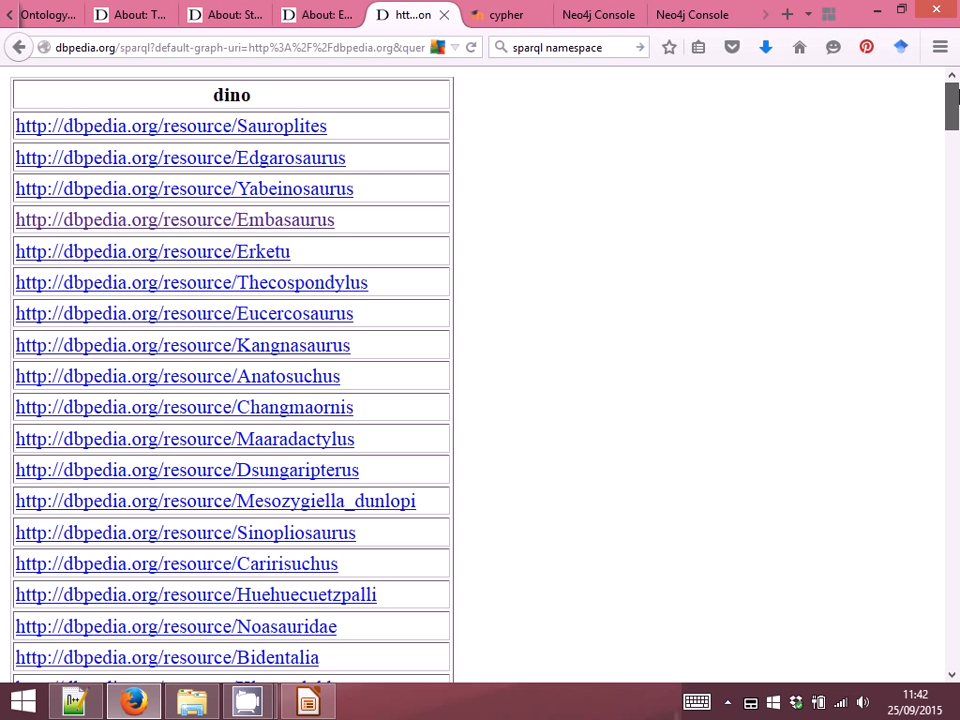 Ontology...
About: T...
About: St...
About: E...
htt...on
cypher
Neo4j Console
Neo4j Console
dbpedia.org/sparql?default-graph-uri=http%3A%2F%2Fdbpedia.org&quer
sparql namespace
dino
http://dbpedia.org/resource/Sauroplites
http://dbpedia.org/resource/Edgarosaurus
http://dbpedia.org/resource/Yabeinosaurus
http://dbpedia.org/resource/Embasaurus
http://dbpedia.org/resource/Erketu
http://dbpedia.org/resource/Thecospondylus
http://dbpedia.org/resource/Eucercosaurus
http://dbpedia.org/resource/Kangnasaurus
http://dbpedia.org/resource/Anatosuchus
http://dbpedia.org/resource/Changmaornis
http://dbpedia.org/resource/Maaradactylus
http://dbpedia.org/resource/Dsungaripterus
http://dbpedia.org/resource/Mesozygiella_dunlopi
http://dbpedia.org/resource/Sinopliosaurus
http://dbpedia.org/resource/Caririsuchus
http://dbpedia.org/resource/Huehuecuetzpalli
http://dbpedia.org/resource/Noasauridae
http://dbpedia.org/resource/Bidentalia
11:42
25/09/2015